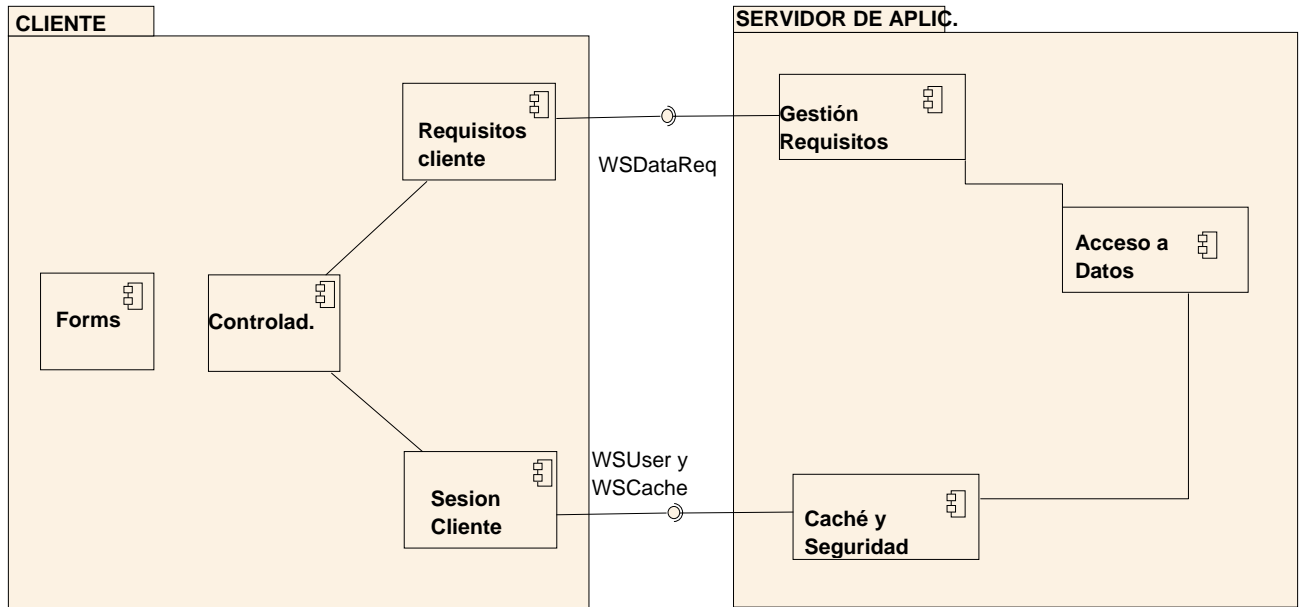 CLIENTE
SERVIDOR DE APLIC.
Requisitos
cliente
WSDataReq
Gestión
Requisitos
Acceso a
Datos
Forms
Controlad.
WSUser y
WSCache
Sesion
Cliente
Caché y
Seguridad